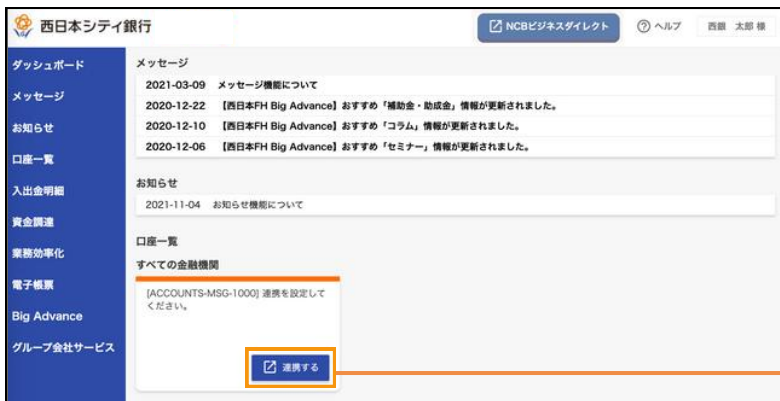 西日本シティ銀行
NCBビジネスダイレクト
ヘルプ
西銀 太郎 様
ダッシュボード
メッセージ
お知らせ
口座一覧
入出金明細
資金調達
業務効率化
電子帳票
Big Advance
グループ会社サービス
メッセージ
2021-03-09 メッセージ機能について
2020-12-22 【西日本FH Big Advance】おすすめ「補助金・助成金」情報が更新されました。
2020-12-10 【西日本FH Big Advance】おすすめ「コラム」情報が更新されました。
2020-12-06 【西日本FH Big Advance】おすすめ「セミナー」情報が更新されました。
お知らせ
2021-11-04 お知らせ機能について
口座一覧
すべての金融機関
[ACCOUNTS-MSG-1000] 連携を設定して
ください。
連携する